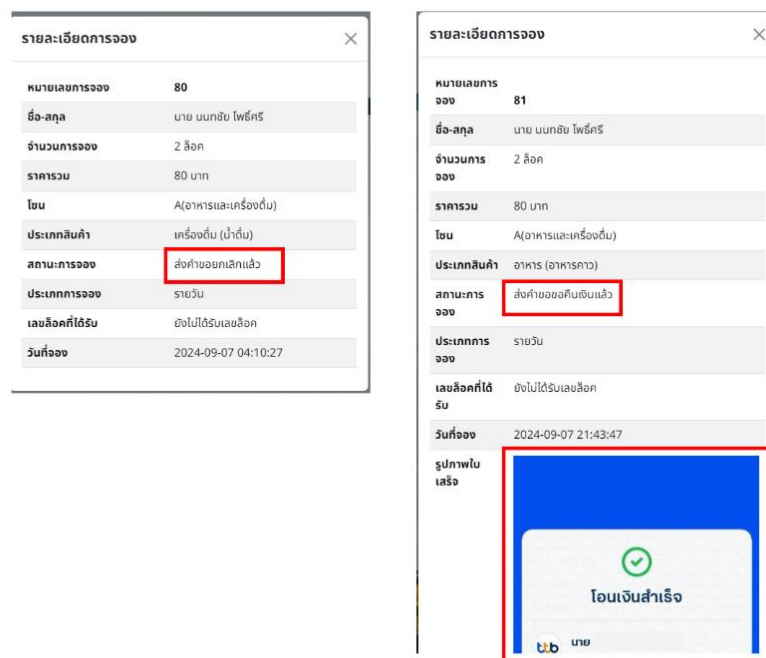 รายละเอียดการจอง
หมายเลขการจอง 80
ชื่อ-สกุล นาย นนทชัย โพธิ์ศรี
จำนวนการจอง 2 ล็อค
ราคารวม 80 บาท
โซน A(อาหารและเครื่องดื่ม)
ประเภทสินค้า เครื่องดื่ม (น้ำดื่ม)
สถานะการจอง ส่งคำขอยกเลิกแล้ว
ประเภทการจอง รายวัน
เลขล็อคที่ได้รับ ยังไม่ได้รับเลขล็อค
วันที่จอง 2024-09-07 04:10:27
รายละเอียดการจอง
หมายเลขการ
จอง 81
ชื่อ-สกุล นาย นนทชัย โพธิ์ศรี
จำนวนการ 2 ล็อค
จอง
ราคารวม 80 บาท
โซน A(อาหารและเครื่องดื่ม)
ประเภทสินค้า อาหาร (อาหารคาว)
สถานะการ ส่งคำขอขอคืนเงินแล้ว
จอง
ประเภทการ รายวัน
จอง
เลขล็อคที่ได้ ยังไม่ได้รับเลขล็อค
รับ
วันที่จอง 2024-09-07 21:43:47
รูปภาพใบ
เสร็จ
โอนเงินสำเร็จ
ttb นาย